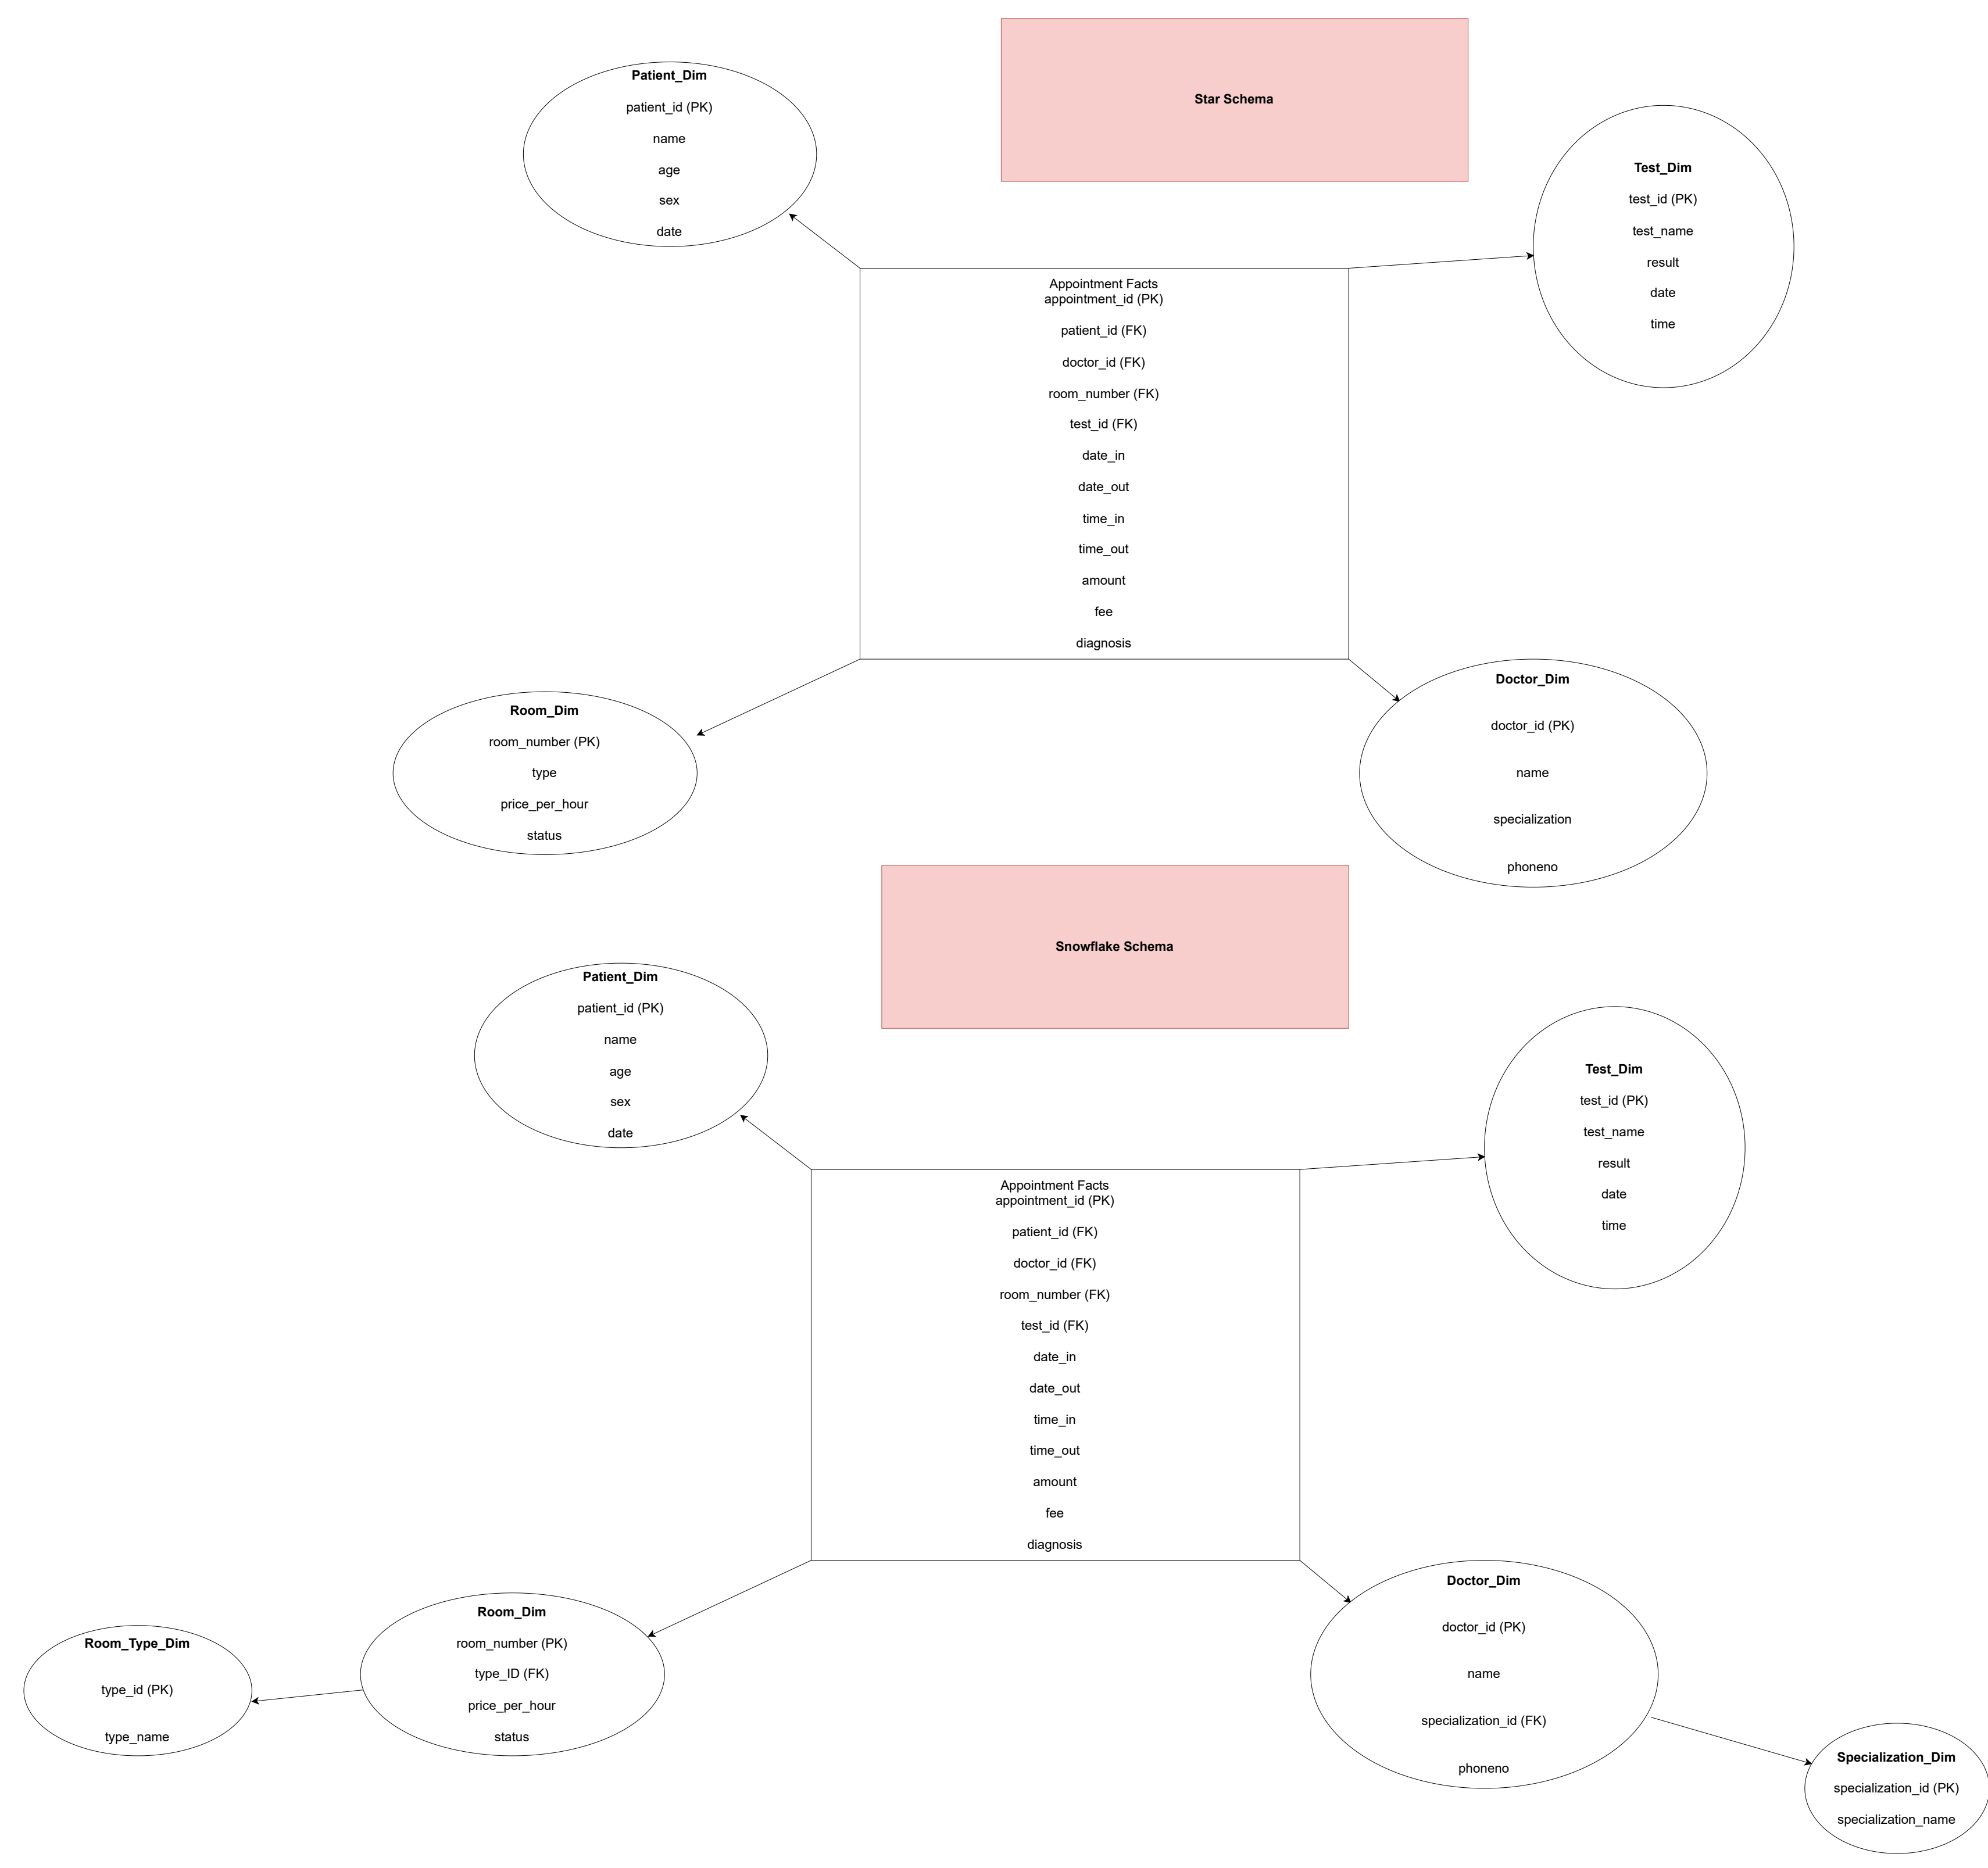 Star Schema
Patient_Dim
patient_id (PK)
name
age
sex
date
Test_Dim
test_id (PK)
test_name
result
date
time
Appointment Facts
appointment_id (PK)
patient_id (FK)
doctor_id (FK)
room_number (FK)
test_id (FK)
date_in
date_out
time_in
time_out
amount
fee
diagnosis
Room_Dim
room_number (PK)
type
price_per_hour
status
Doctor_Dim
doctor_id (PK)
name
specialization
phoneno
Snowflake Schema
Patient_Dim
patient_id (PK)
name
age
sex
date
Test_Dim
test_id (PK)
test_name
result
date
time
Appointment Facts
appointment_id (PK)
patient_id (FK)
doctor_id (FK)
room_number (FK)
test_id (FK)
date_in
date_out
time_in
time_out
amount
fee
diagnosis
Room_Type_Dim
type_id (PK)
type_name
Room_Dim
room_number (PK)
type_ID (FK)
price_per_hour
status
Doctor_Dim
doctor_id (PK)
name
specialization_id (FK)
phoneno
Specialization_Dim
specialization_id (PK)
specialization_name